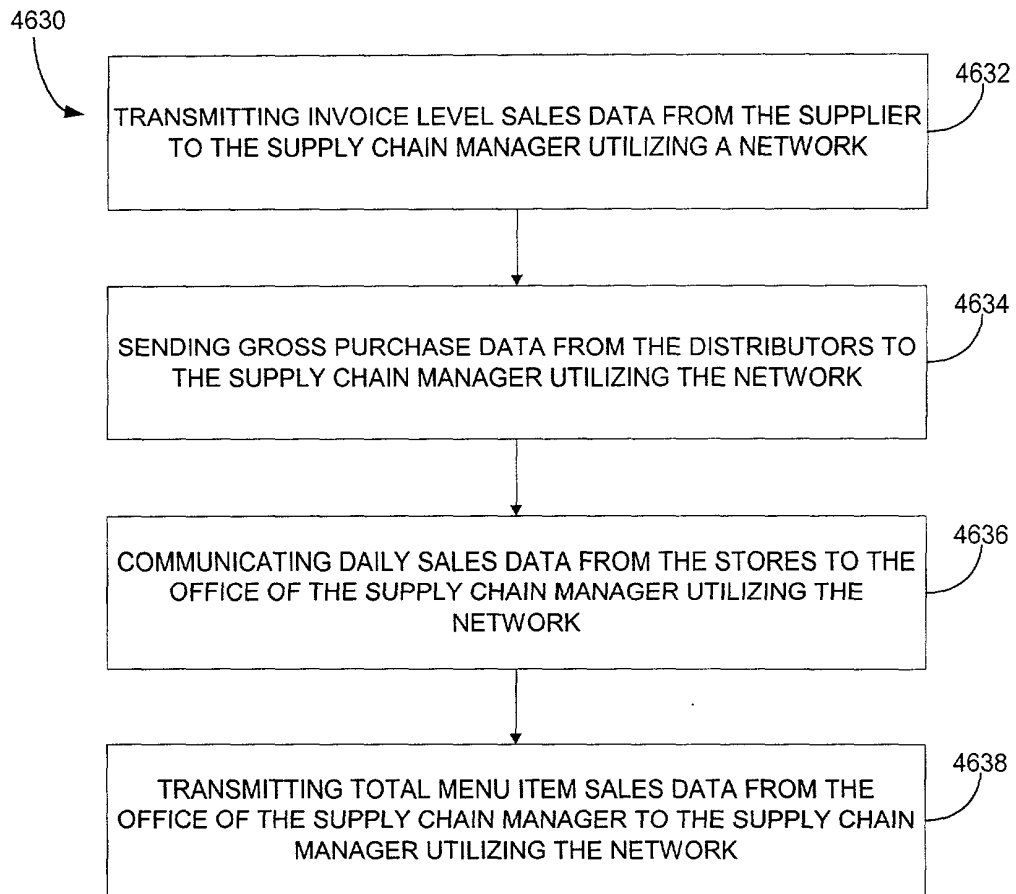 4630
4632
TRANSMITTING INVOICE LEVEL SALES DATA FROM THE SUPPLIER
TO THE SUPPLY CHAIN MANAGER UTILIZING A NETWORK
4634
SENDING GROSS PURCHASE DATA FROM THE DISTRIBUTORS TO
THE SUPPLY CHAIN MANAGER UTILIZING THE NETWORK
4636
COMMUNICATING DAILY SALES DATA FROM THE STORES TO THE
OFFICE OF THE SUPPLY CHAIN MANAGER UTILIZING THE
NETWORK
4638
TRANSMITTING TOTAL MENU ITEM SALES DATA FROM THE
OFFICE OF THE SUPPLY CHAIN MANAGER TO THE SUPPLY CHAIN
MANAGER UTILIZING THE NETWORK